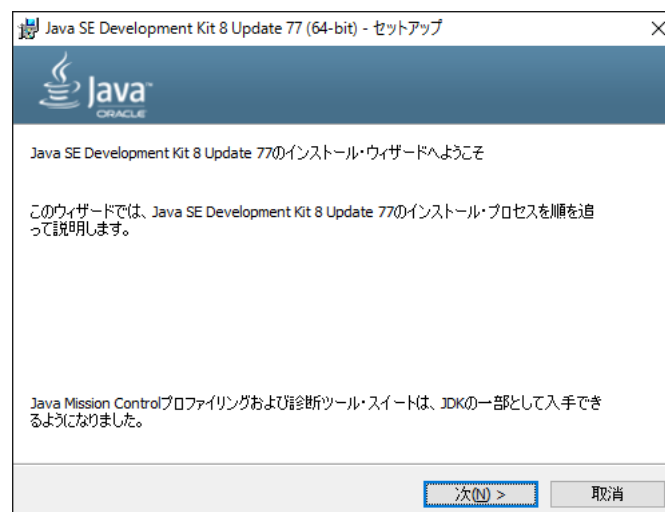 Java SE Development Kit 8 Update 77 (64-bit) - セットアップ
Java™
ORACLE
Java SE Development Kit 8 Update 77のインストール・ウィザードへようこそ
このウィザードでは、Java SE Development Kit 8 Update 77のインストール・プロセスを順を追
って説明します。
Java Mission Controlプロファイリングおよび診断ツール・スイートは、JDKの一部として入手でき
るようになりました。
次(N) >
取消